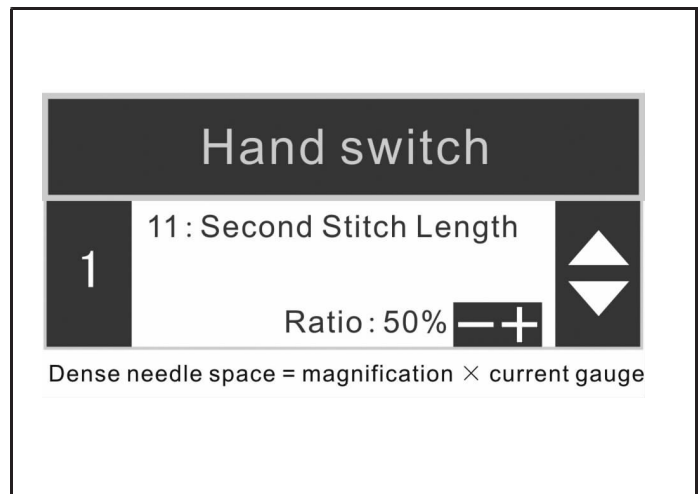 Hand switch
1
11: Second Stitch Length
Ratio: 50% −+
Dense needle space = magnification × current gauge